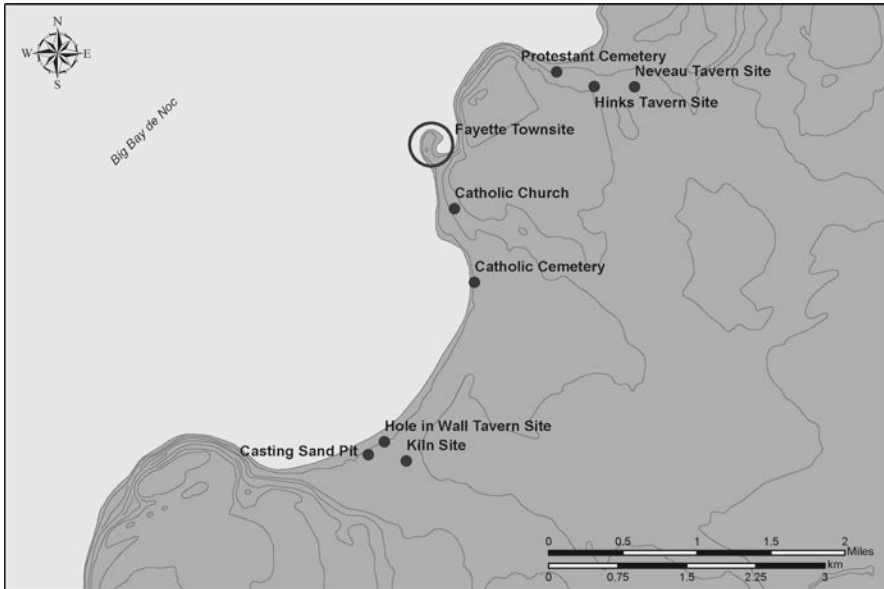 N
W E
S
Big Bay de Noc
Protestant Cemetery
Neveau Tavern Site
Hinks Tavern Site
Fayette Townsite
Catholic Church
Catholic Cemetery
Hole in Wall Tavern Site
Casting Sand Pit
Kiln Site
0 0.5 1 1.5 2
Miles
km
0 0.75 1.5 2.25 3